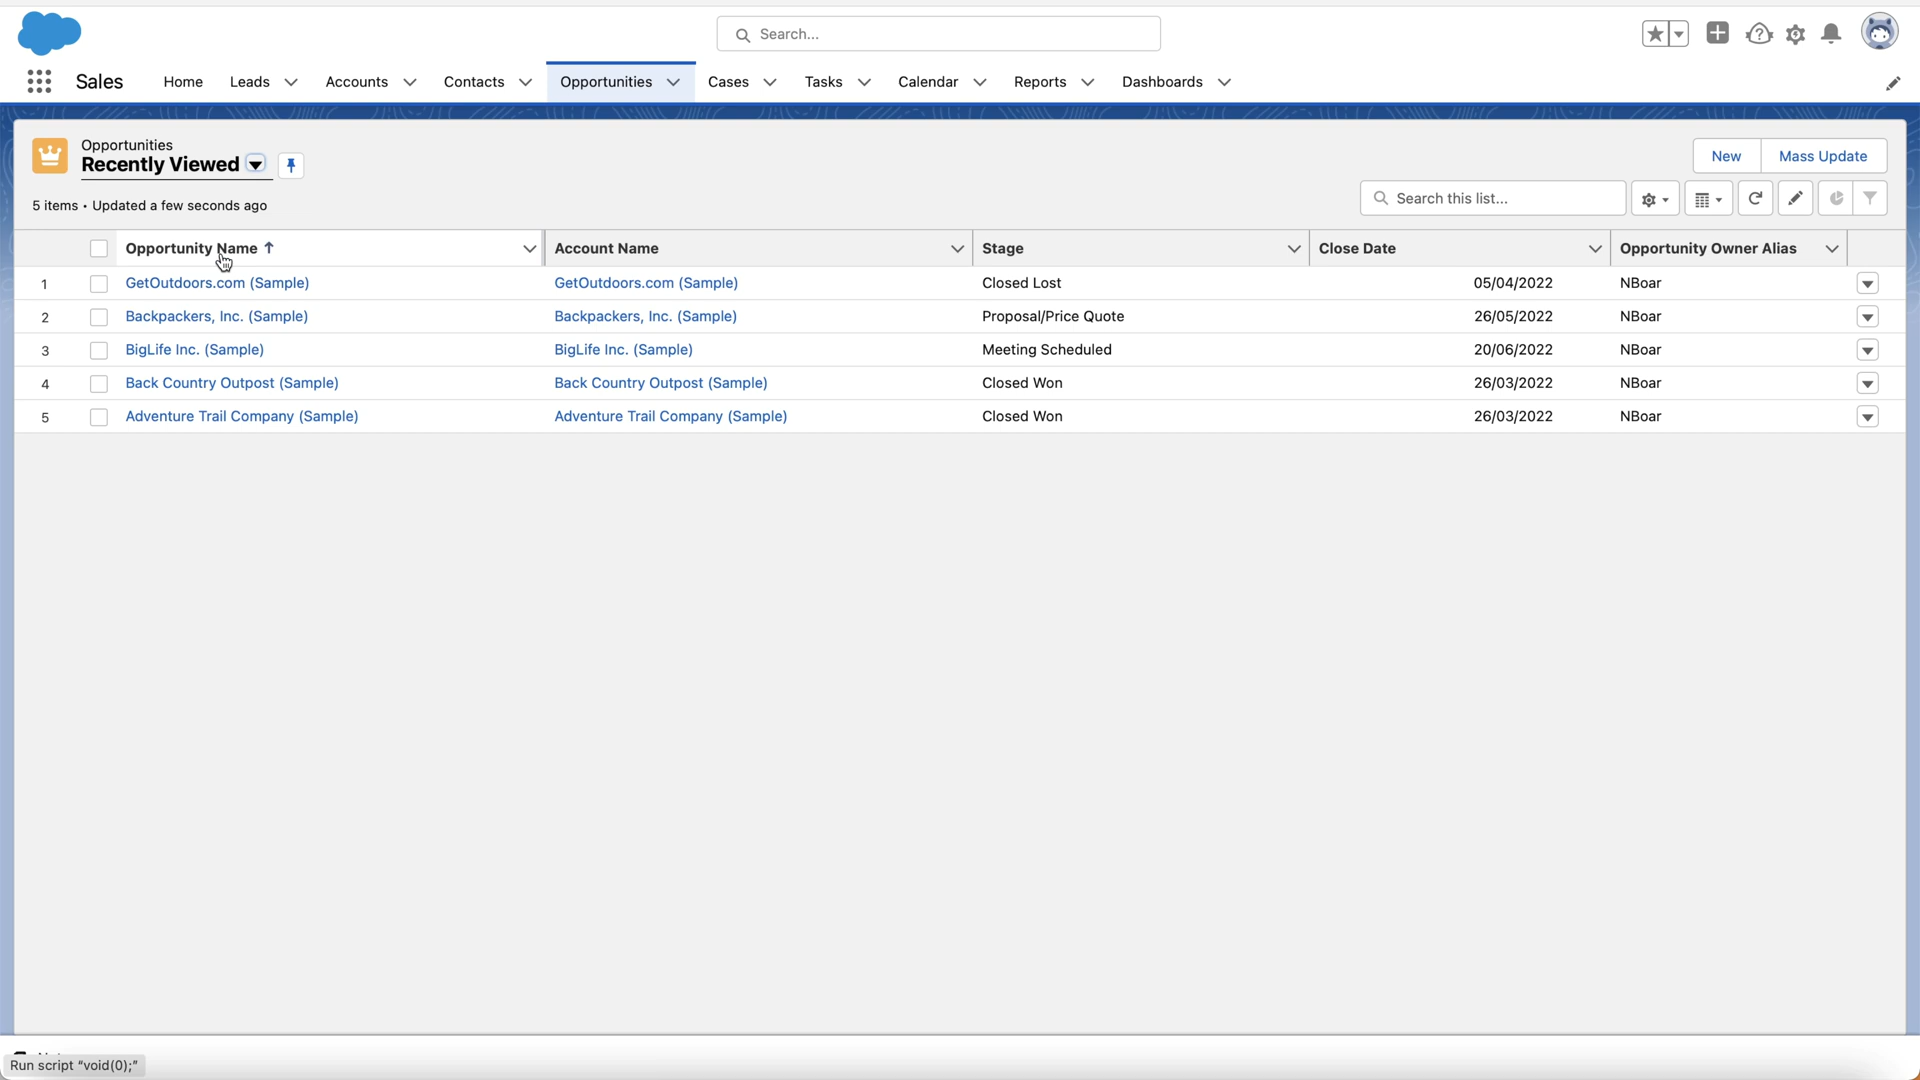 Search...
Sales Home Leads Accounts Contacts Opportunities Cases Tasks Calendar Reports Dashboards
Opportunities
Recently Viewed
New Mass Update
5 items • Updated a few seconds ago
Search this list...
Opportunity Name ↑ Account Name Stage Close Date Opportunity Owner Alias
1 GetOutdoors.com (Sample) GetOutdoors.com (Sample) Closed Lost 05/04/2022 NBoar
2 Backpackers, Inc. (Sample) Backpackers, Inc. (Sample) Proposal/Price Quote 26/05/2022 NBoar
3 BigLife Inc. (Sample) BigLife Inc. (Sample) Meeting Scheduled 20/06/2022 NBoar
4 Back Country Outpost (Sample) Back Country Outpost (Sample) Closed Won 26/03/2022 NBoar
5 Adventure Trail Company (Sample) Adventure Trail Company (Sample) Closed Won 26/03/2022 NBoar
Run script “void(0);”